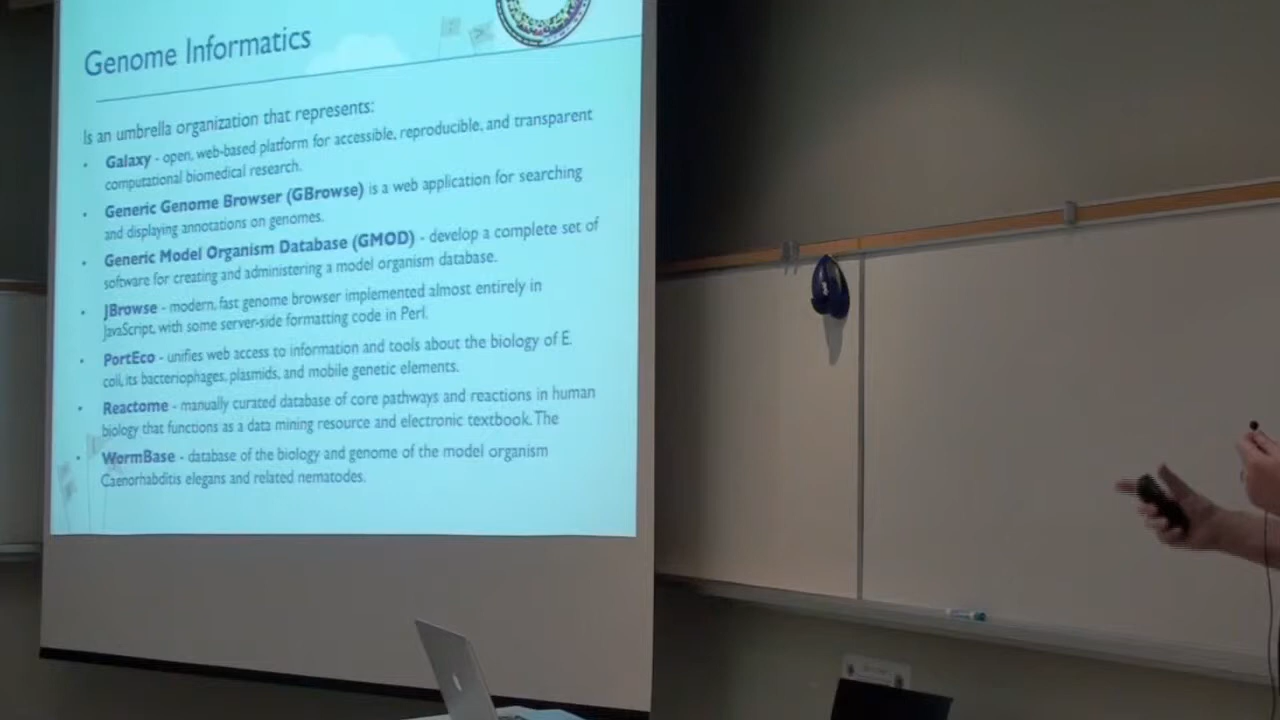 Genome Informatics
Is an umbrella organization that represents:
• Galaxy - open, web-based platform for accessible, reproducible, and transparent
computational biomedical research.
• Generic Genome Browser (GBrowse) is a web application for searching
and displaying annotations on genomes.
• Generic Model Organism Database (GMOD) - develop a complete set of
software for creating and administering a model organism database.
• JBrowse - modern, fast genome browser implemented almost entirely in
JavaScript, with some server-side formatting code in Perl.
• PortEco - unifies web access to information and tools about the biology of E.
coli, its bacteriophages, plasmids, and mobile genetic elements.
• Reactome - manually curated database of core pathways and reactions in human
biology that functions as a data mining resource and electronic textbook. The
• WormBase - database of the biology and genome of the model organism
Caenorhabditis elegans and related nematodes.